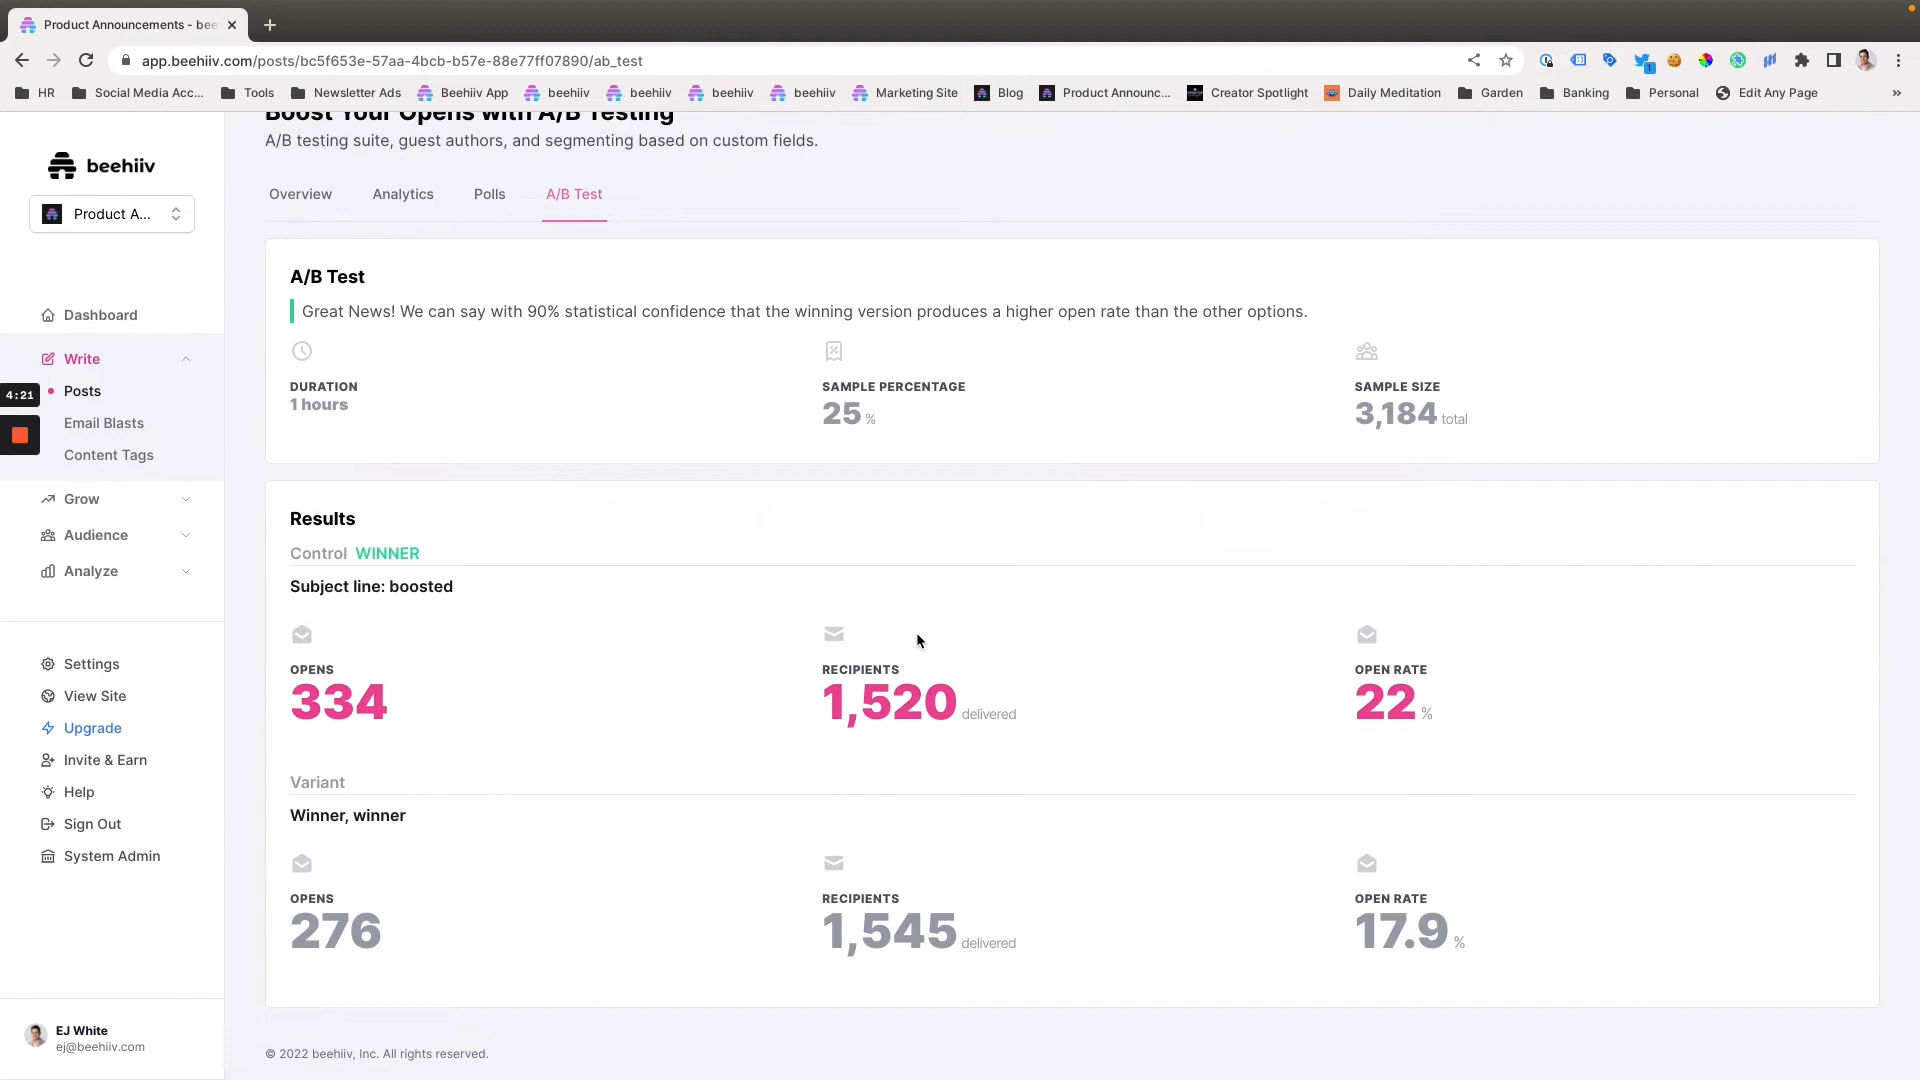 Product Announcements - bee
app.beehiiv.com/posts/bc5f653e-57aa-4bcb-b57e-88e77ff07890/ab_test
1
HR
Social Media Acc...
Tools
Newsletter Ads
Beehiiv App
beehiiv
beehiiv
beehiiv
beehiiv
Marketing Site
Blog
Product Announc...
Creator Spotlight
Daily Meditation
Garden
Banking
Personal
Edit Any Page
»
beehiiv
Product A...
Dashboard
Write
Posts
Email Blasts
Content Tags
Grow
Audience
Analyze
Settings
View Site
Upgrade
Invite & Earn
Help
Sign Out
System Admin
EJ White
ej@beehiiv.com
4:21
Boost Your Opens with A/B Testing
A/B testing suite, guest authors, and segmenting based on custom fields.
Overview
Analytics
Polls
A/B Test
A/B Test
Great News! We can say with 90% statistical confidence that the winning version produces a higher open rate than the other options.
DURATION
1 hours
SAMPLE PERCENTAGE
25 %
SAMPLE SIZE
3,184 total
Results
Control WINNER
Subject line: boosted
OPENS
334
RECIPIENTS
1,520 delivered
OPEN RATE
22 %
Variant
Winner, winner
OPENS
276
RECIPIENTS
1,545 delivered
OPEN RATE
17.9 %
© 2022 beehiiv, Inc. All rights reserved.